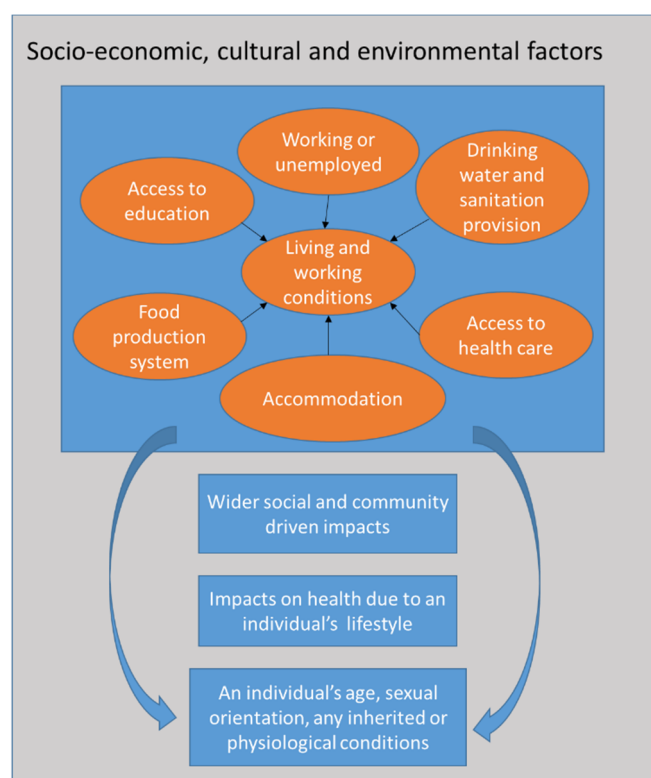 Socio-economic, cultural and environmental factors
Working or
unemployed
Drinking
water and
sanitation
provision
Access to
education
Living and
working
conditions
Food
production
system
Access to
health care
Accommodation
Wider social and community
driven impacts
Impacts on health due to an
individual's lifestyle
An individual's age, sexual
orientation, any inherited or
physiological conditions